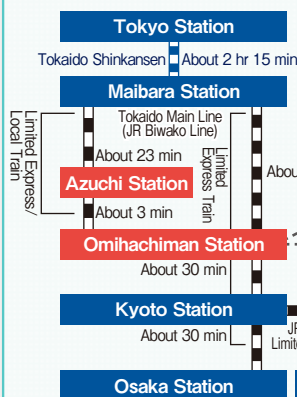 Tokyo Station
Tokaido Shinkansen
About 2 hr 15 min
Maibara Station
Tokaido Main Line
(JR Biwako Line)
Limited Express/
Local Train
About 23 min
Limited
Express Train
Azuchi Station
About 3 min
Omihachiman Station
About 30 min
Kyoto Station
About 30 min
Osaka Station